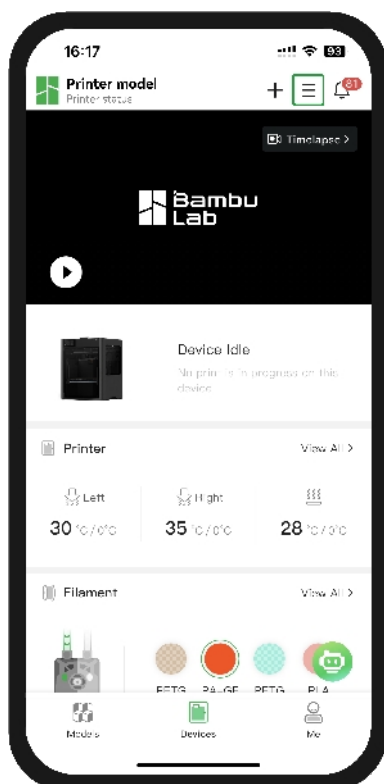 16:17
93
Printer model
Printer status
81
Timelapse >
Bambu
Lab
Device Idle
No print is in progress on this
device
Printer
View All >
Left
Right
30 °C/0°C
35 °C/0°C
28 °C/0°C
Filament
View All >
PETG
PA-GF
PETG
PLA
Models
Devices
Me